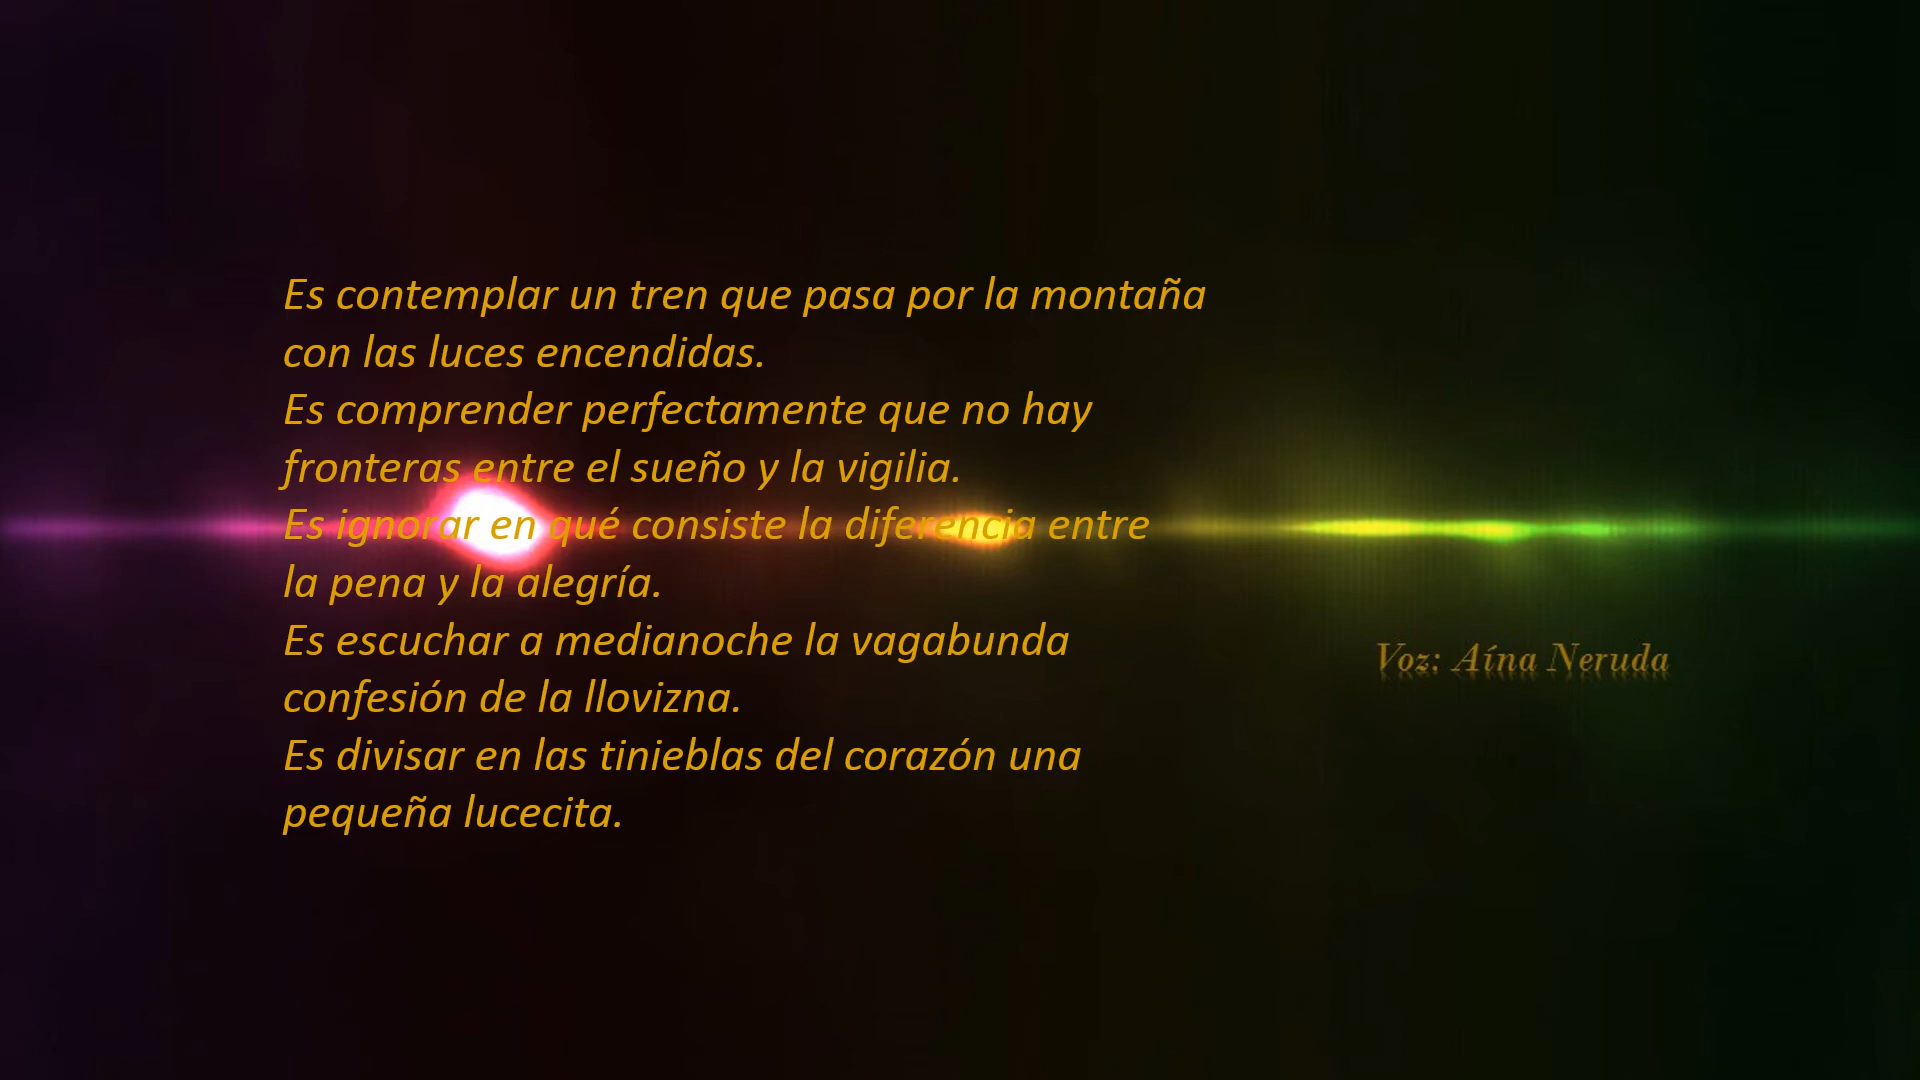 Es contemplar un tren que pasa por la montaña
con las luces encendidas.
Es comprender perfectamente que no hay
fronteras entre el sueño y la vigilia.
Es ignorar en qué consiste la diferencia entre
la pena y la alegría.
Es escuchar a medianoche la vagabunda
confesión de la llovizna.
Es divisar en las tinieblas del corazón una
pequeña lucecita.
Voz: Aína Neruda